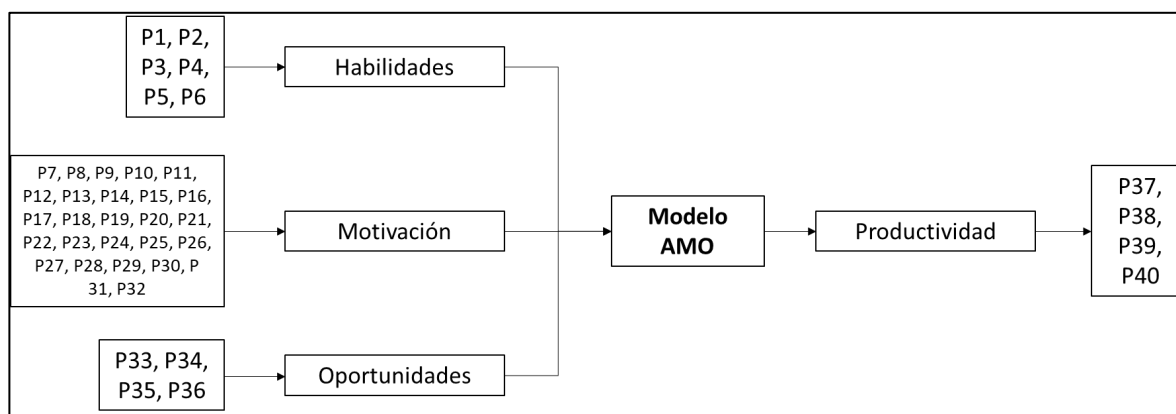 P1, P2,
P3, P4,
P5, P6
Habilidades
P7, P8, P9, P10, P11,
P12, P13, P14, P15, P16,
P17, P18, P19, P20, P21,
P22, P23, P24, P25, P26,
P27, P28, P29, P30, P
31, P32
Motivación
P33, P34,
P35, P36
Oportunidades
Modelo
AMO
Productividad
P37,
P38,
P39,
P40